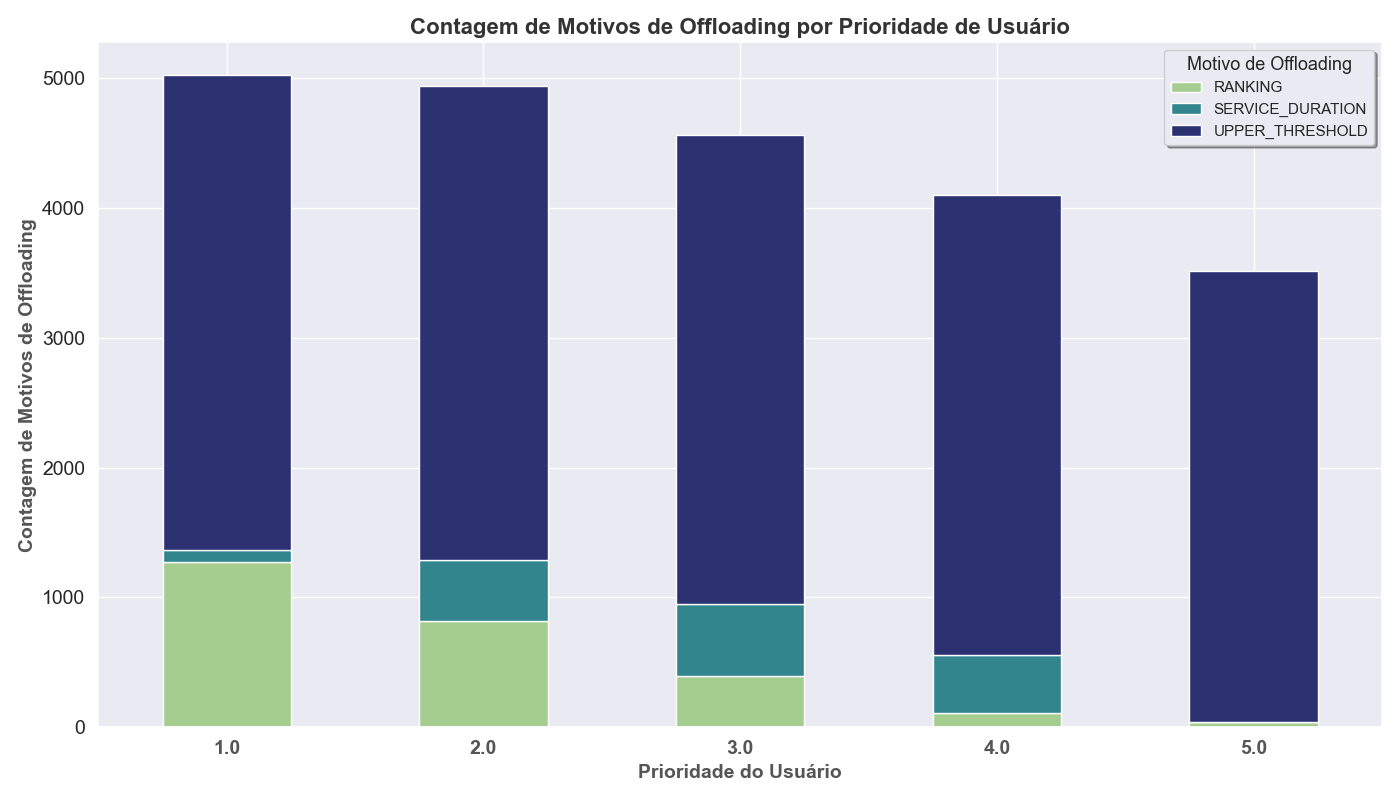 Contagem de Motivos de Offloading por Prioridade de Usuário
Motivo de Offloading
RANKING
SERVICE_DURATION
UPPER_THRESHOLD
Contagem de Motivos de Offloading
5000
4000
3000
2000
1000
0
1.0 2.0 3.0 4.0 5.0
Prioridade do Usuário